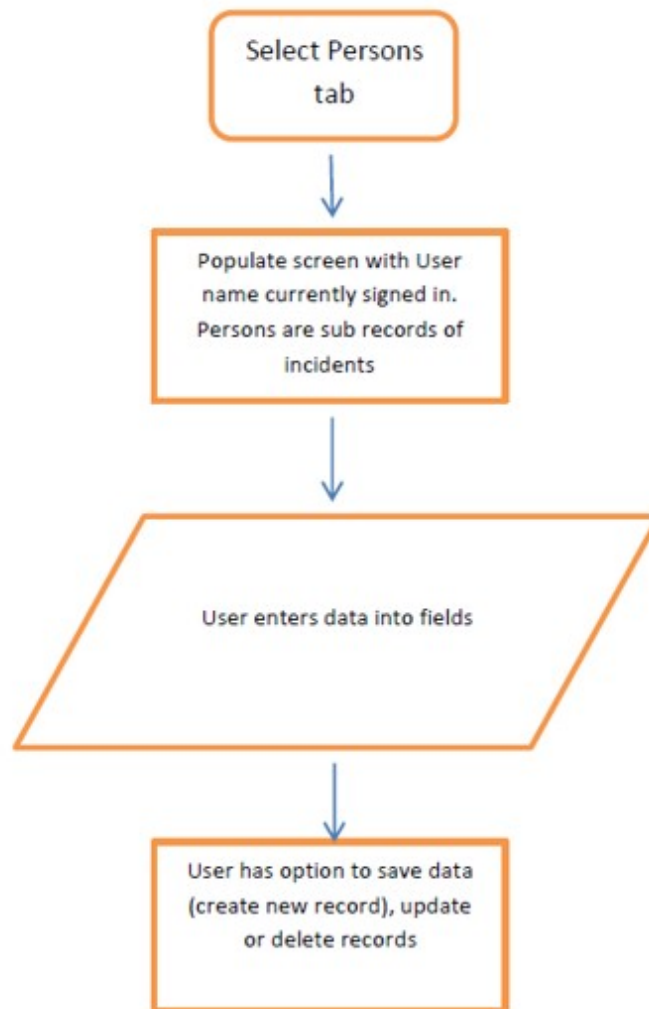 Select Persons
tab
Populate screen with User
name currently signed in.
Persons are sub records of
incidents
User enters data into fields
User has option to save data
(create new record), update
or delete records